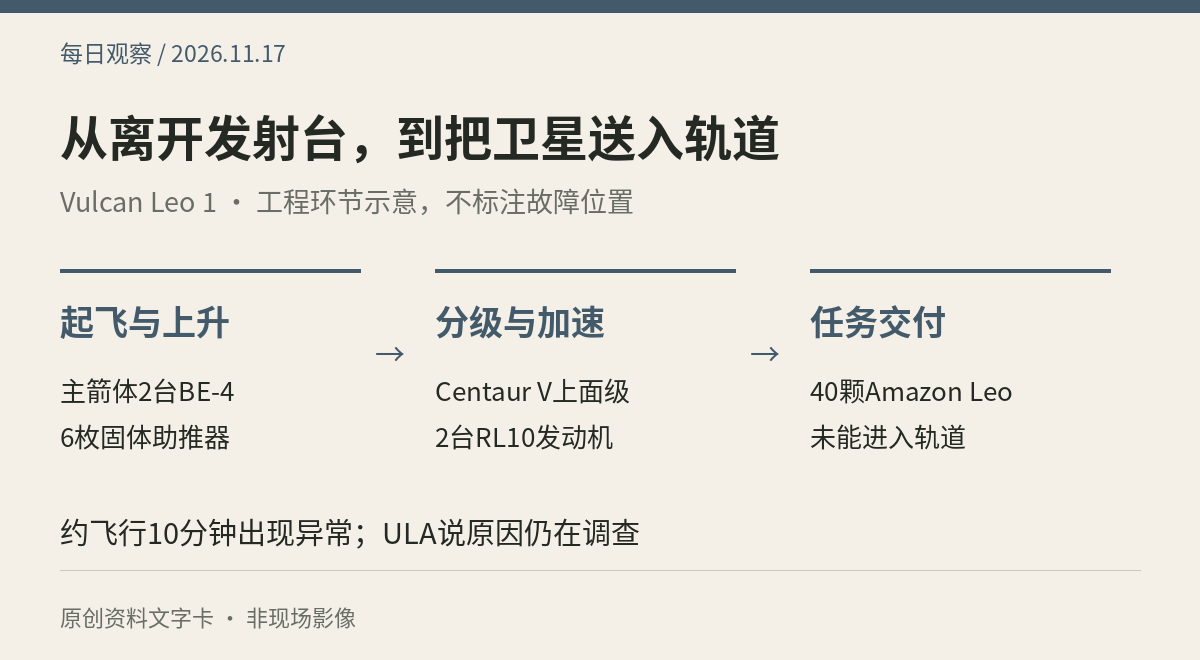 每日观察 / 2026.11.17
从离开发射台，到把卫星送入轨道
Vulcan Leo 1 · 工程环节示意，不标注故障位置
起飞与上升
主箭体2台BE-4
6枚固体助推器
→
分级与加速
Centaur V上面级
2台RL10发动机
→
任务交付
40颗Amazon Leo
未能进入轨道
约飞行10分钟出现异常；ULA说原因仍在调查
原创资料文字卡 · 非现场影像